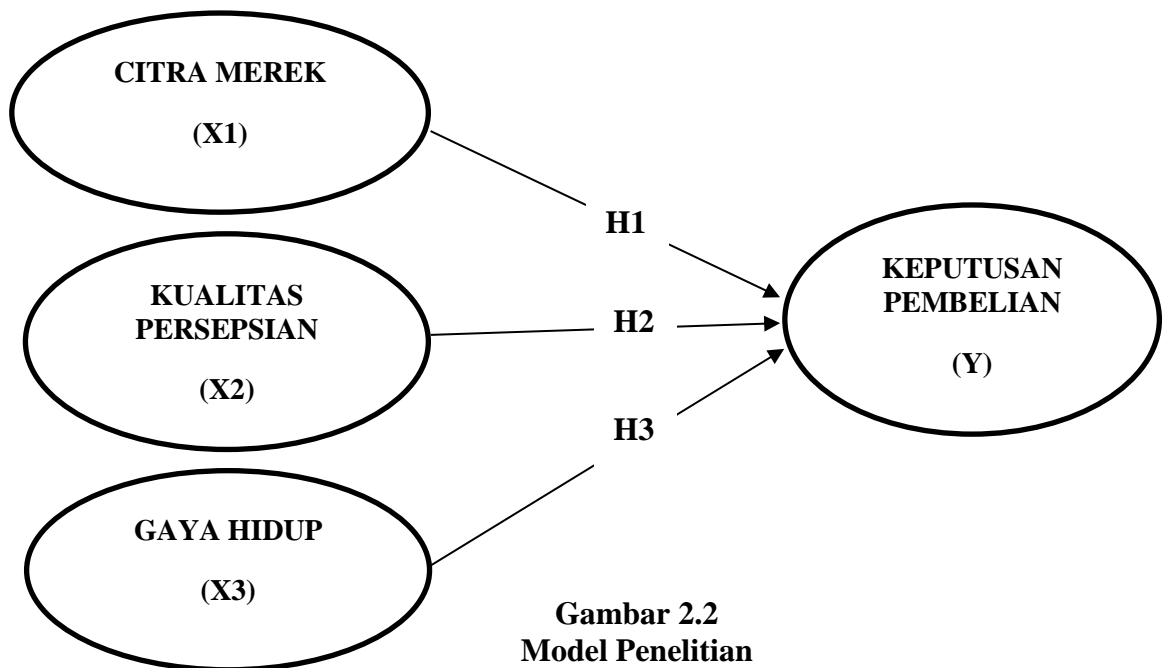 CITRA MEREK
(X1)
KUALITAS
PERSEPSIAN
(X2)
GAYA HIDUP
(X3)
H1
H2
H3
KEPUTUSAN
PEMBELIAN
(Y)
Gambar 2.2
Model Penelitian